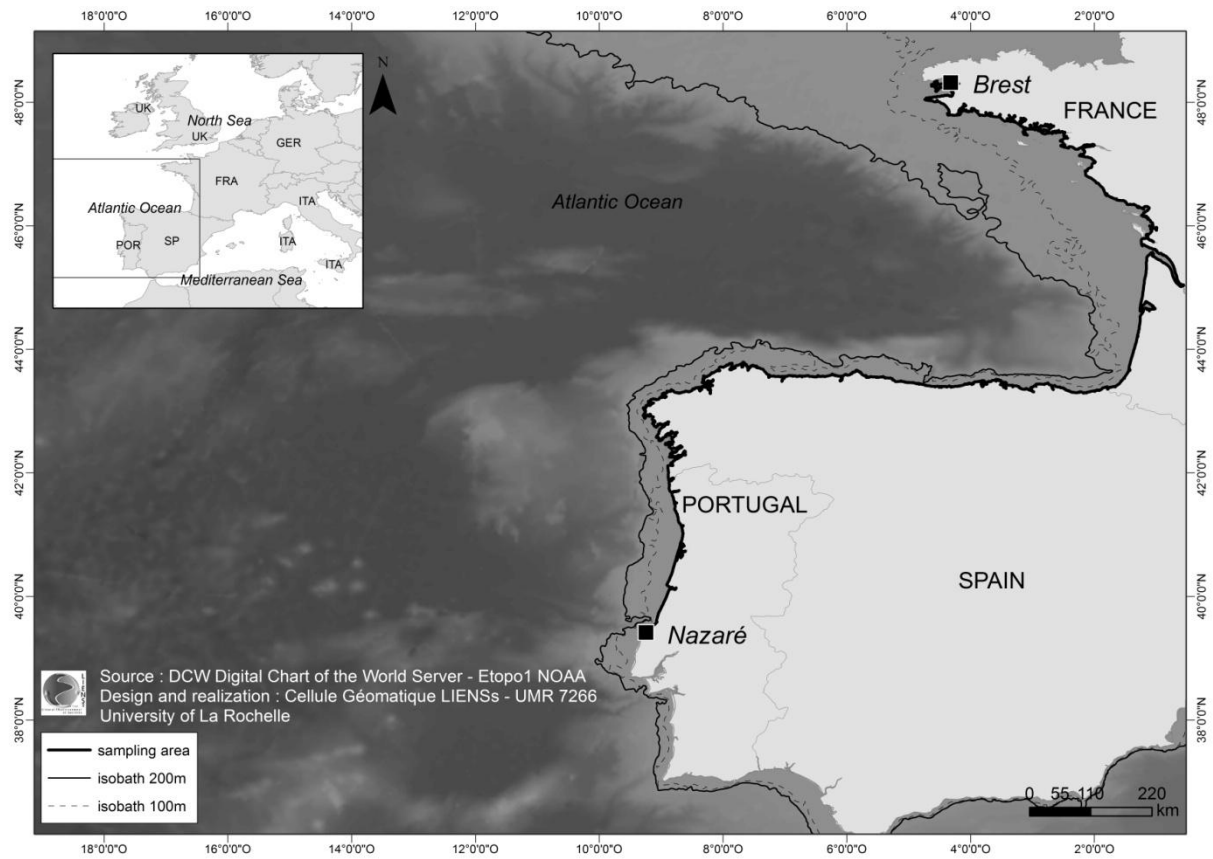 18°0'0"O 16°0'0"O 14°0'0"O 12°0'0"O 10°0'0"O 8°0'0"O 6°0'0"O 4°0'0"O 2°0'0"O
48°0'0"N
46°0'0"N
44°0'0"N
42°0'0"N
40°0'0"N
38°0'0"N
UK
North Sea
UK
GER
FRA
ITA
Atlantic Ocean
POR
SP
ITA
ITA
Mediterranean Sea
N
Brest
FRANCE
Atlantic Ocean
PORTUGAL
SPAIN
Nazaré
48°0'0"N
46°0'0"N
44°0'0"N
42°0'0"N
40°0'0"N
38°0'0"N
Source : DCW Digital Chart of the World Server - Etopo1 NOAA
Design and realization : Cellule Géomatique LIENSs - UMR 7266
University of La Rochelle
sampling area
isobath 200m
isobath 100m
0 55 110 220
km
18°0'0"O 16°0'0"O 14°0'0"O 12°0'0"O 10°0'0"O 8°0'0"O 6°0'0"O 4°0'0"O 2°0'0"O